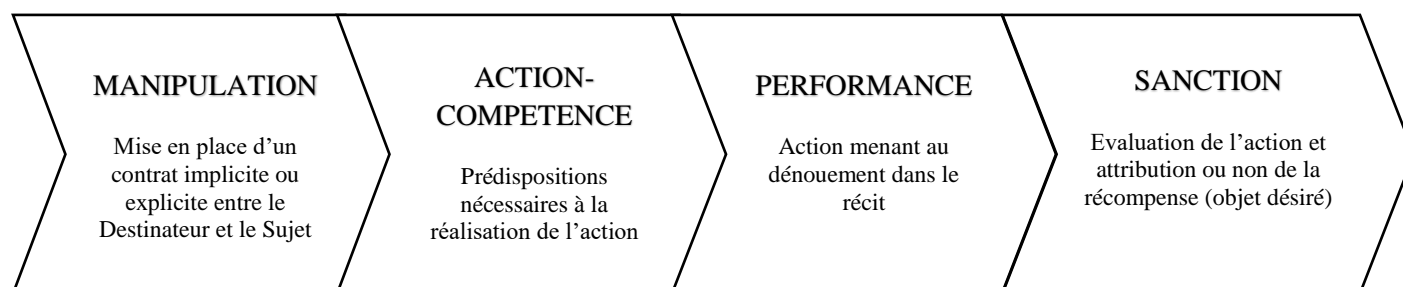 MANIPULATION
Mise en place d’un
contrat implicite ou
explicite entre le
Destinateur et le Sujet
ACTION-
COMPETENCE
Prédispositions
nécessaires à la
réalisation de l’action
PERFORMANCE
Action menant au
dénouement dans le
récit
SANCTION
Evaluation de l’action et
attribution ou non de la
récompense (objet désiré)